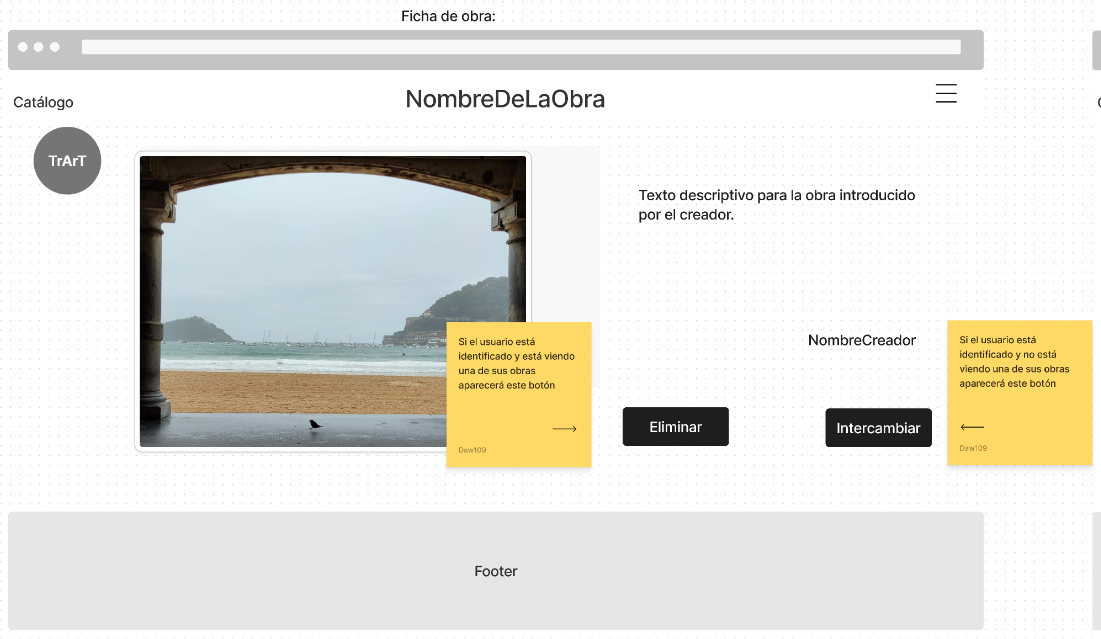 Ficha de obra:
Catálogo
NombreDeLaObra
TrArT
Texto descriptivo para la obra introducido
por el creador.
Si el usuario está
identificado y está viendo
una de sus obras
aparecerá este botón
Daw109
NombreCreador
Si el usuario está
identificado y no está
viendo una de sus obras
aparecerá este botón
Daw109
Eliminar
Intercambiar
Footer